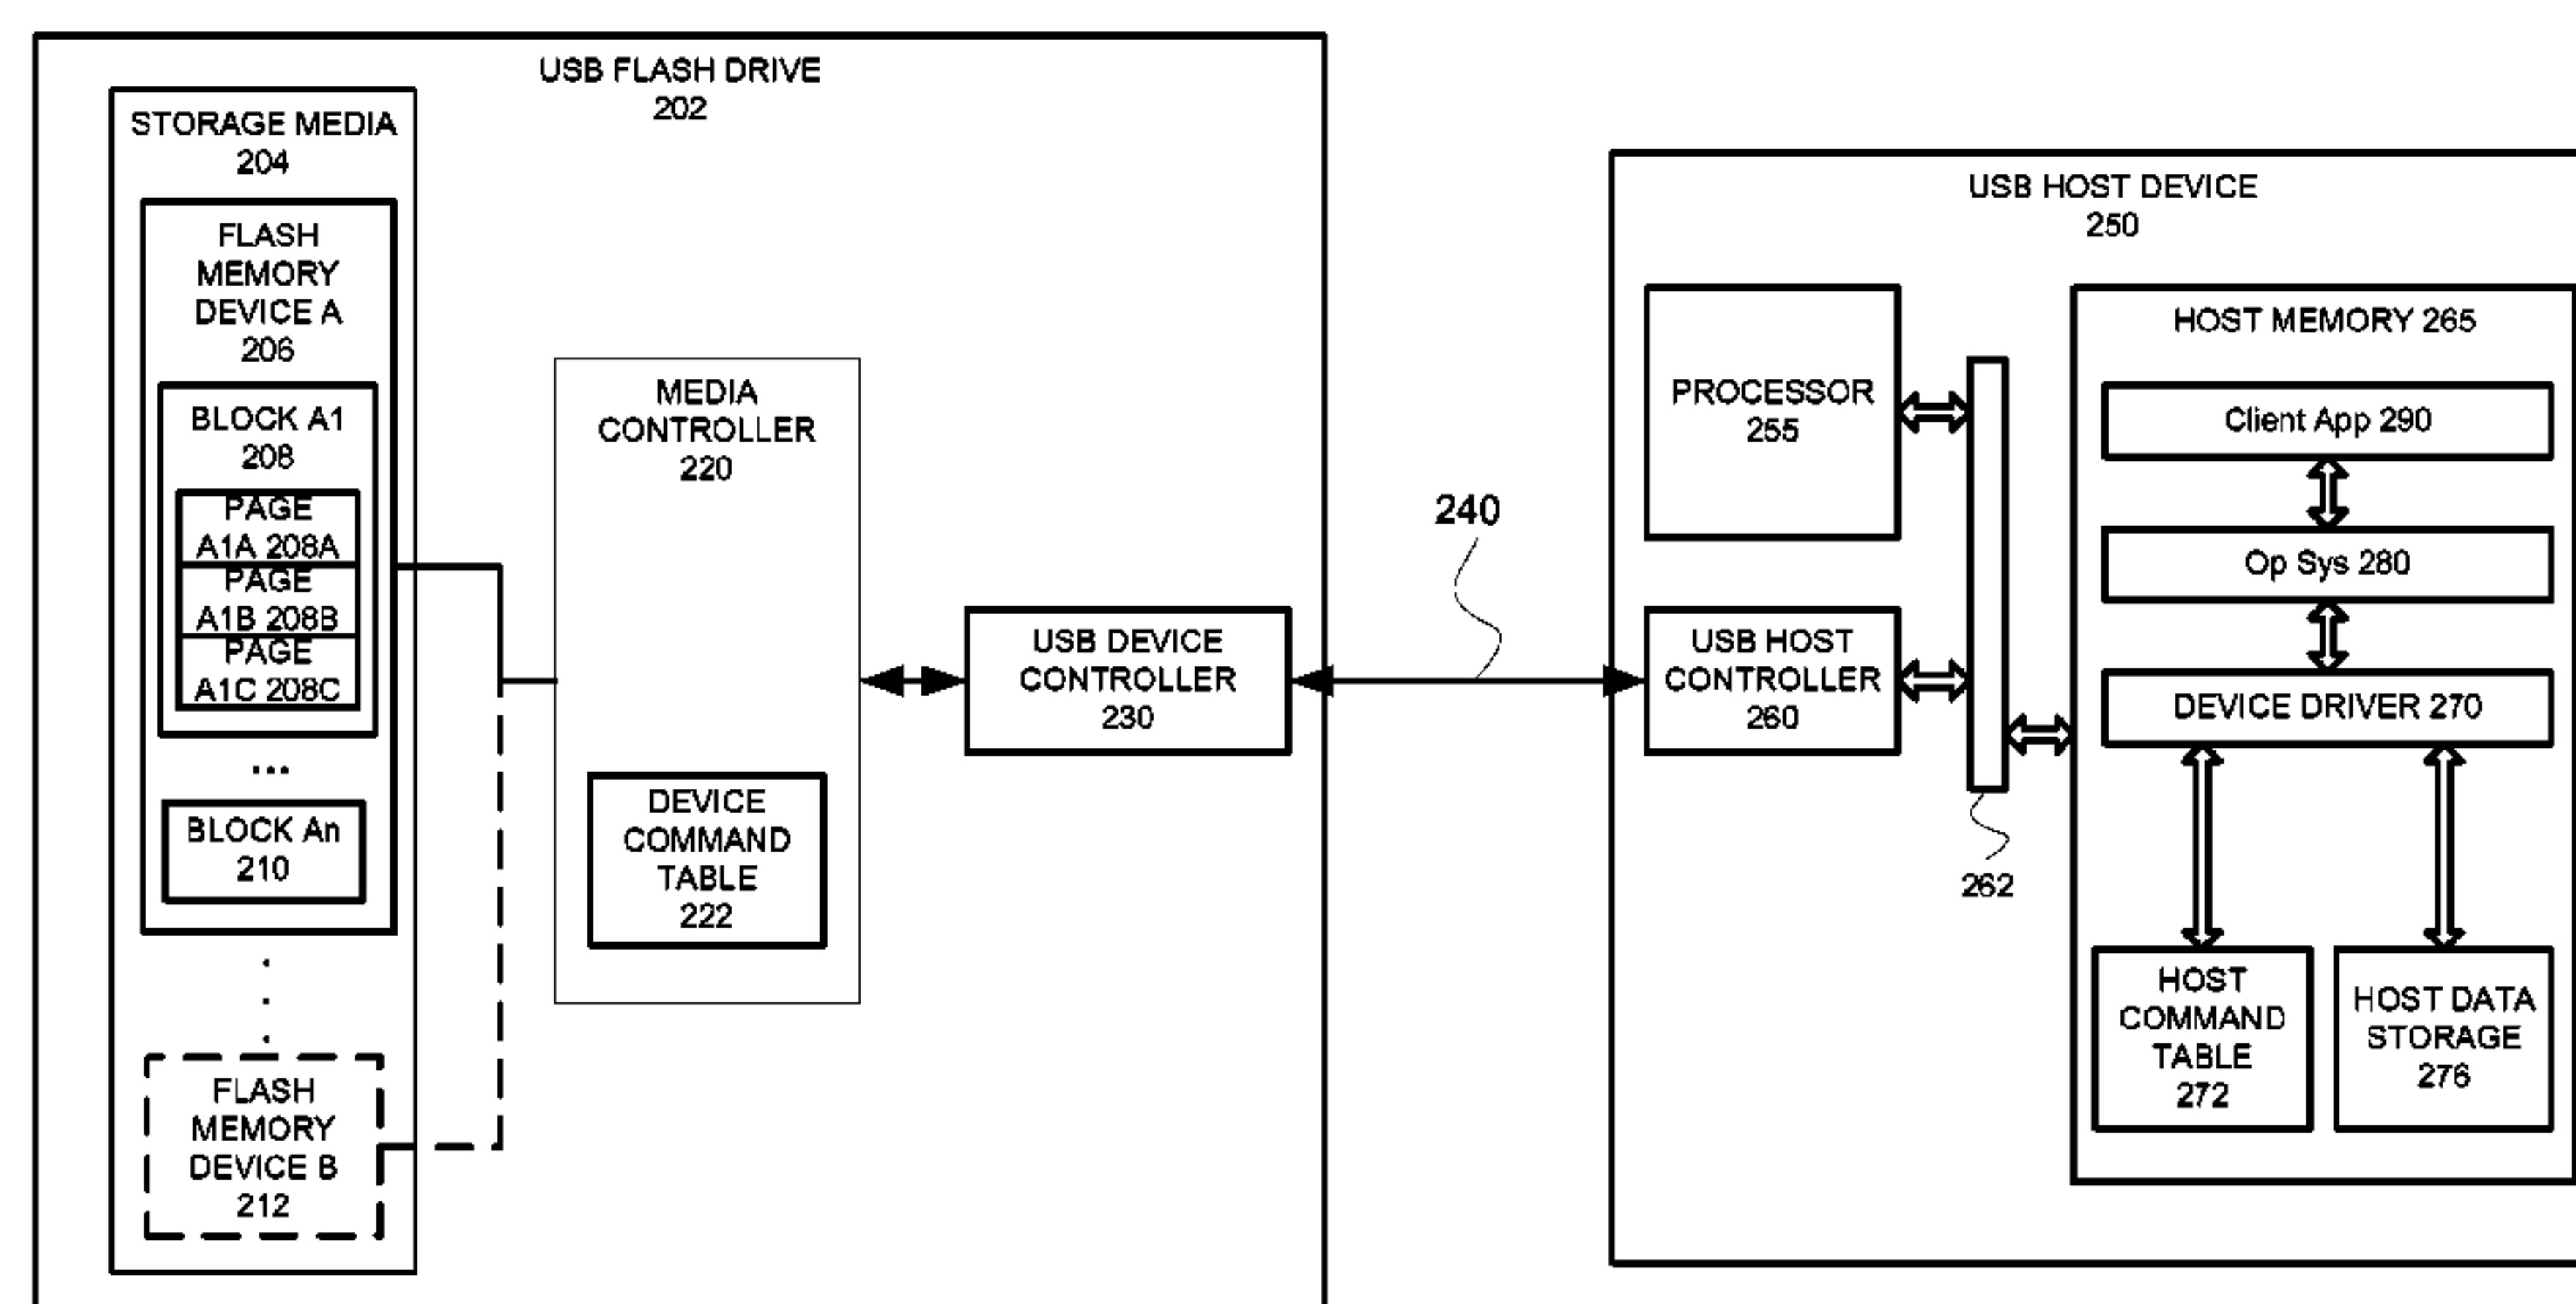 USB FLASH DRIVE
202
STORAGE MEDIA
204
FLASH
MEMORY
DEVICE A
206
BLOCK A1
208
PAGE
A1A 208A
PAGE
A1B 208B
PAGE
A1C 208C
...
BLOCK An
210
FLASH
MEMORY
DEVICE B
212
MEDIA
CONTROLLER
220
DEVICE
COMMAND
TABLE
222
USB DEVICE
CONTROLLER
230
240
USB HOST DEVICE
250
PROCESSOR
255
USB HOST
CONTROLLER
260
262
HOST MEMORY 265
Client App 290
Op Sys 280
DEVICE DRIVER 270
HOST
COMMAND
TABLE
272
HOST DATA
STORAGE
276